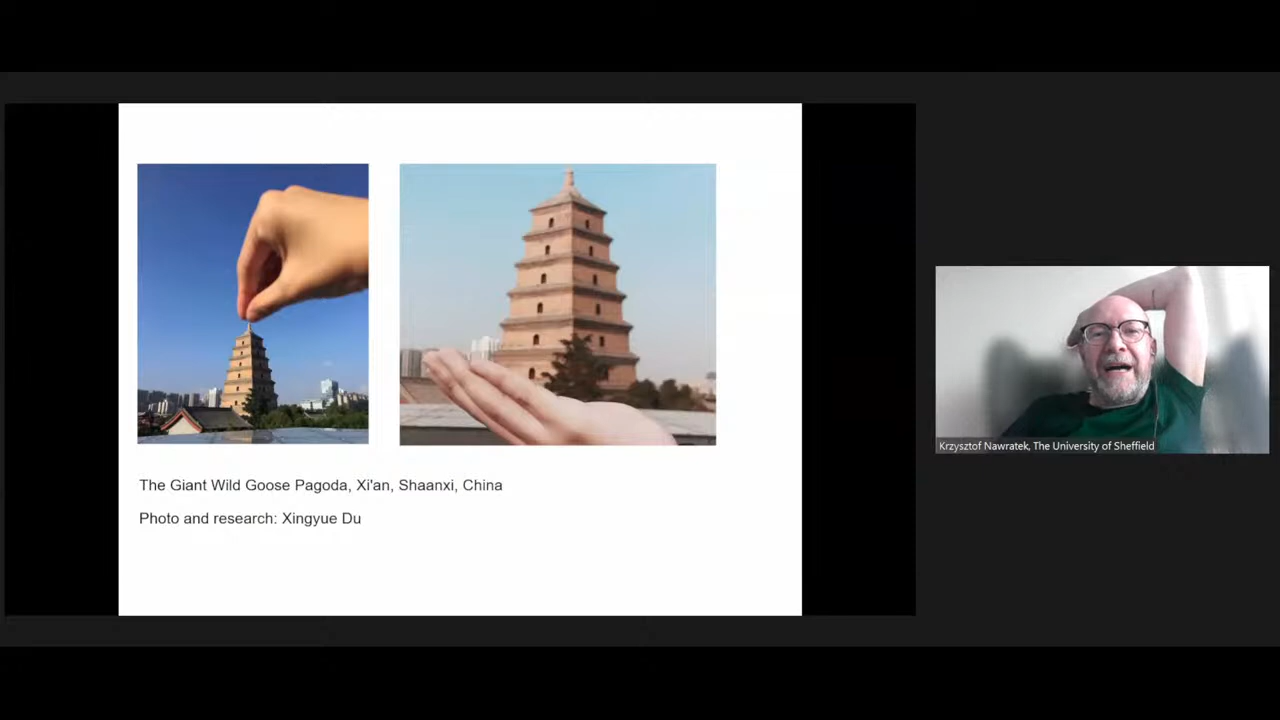 The Giant Wild Goose Pagoda, Xi'an, Shaanxi, China
Photo and research: Xingyue Du
Krzysztof Nawratek, The University of Sheffield